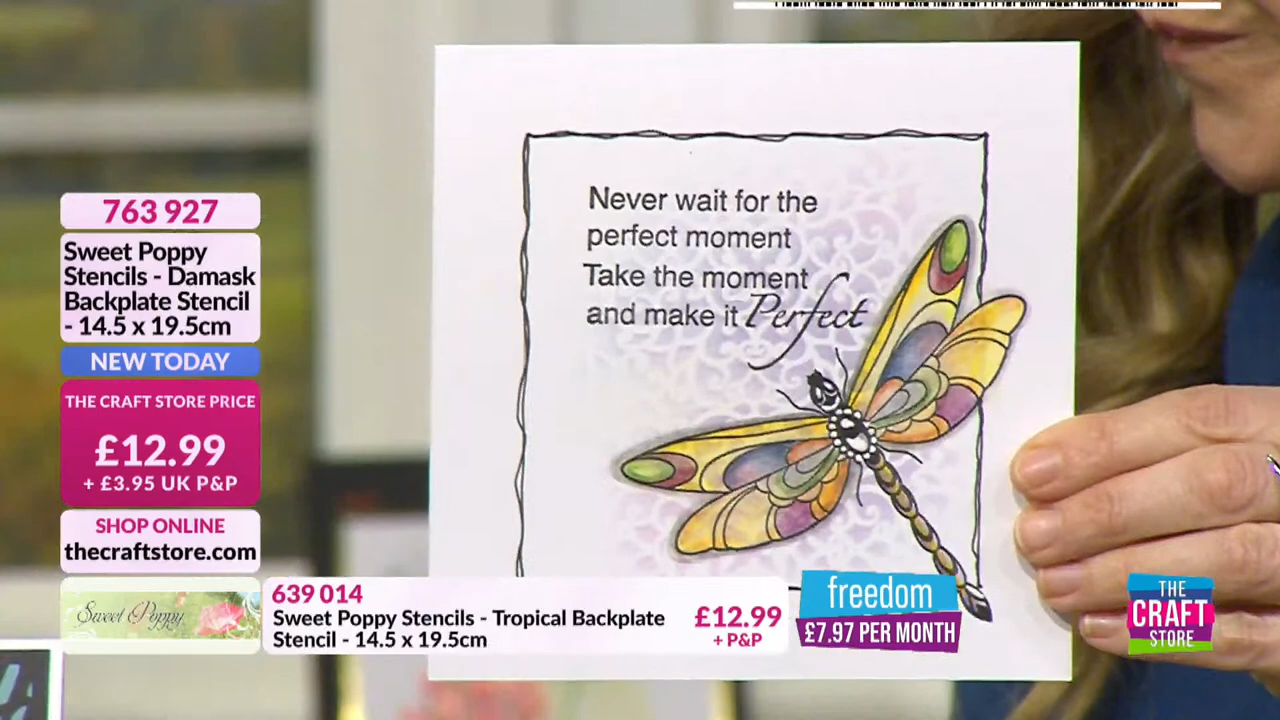 763 927
Sweet Poppy
Stencils - Damask
Backplate Stencil
- 14.5 x 19.5cm
NEW TODAY
THE CRAFT STORE PRICE
£12.99
+ £3.95 UK P&P
SHOP ONLINE
thecraftstore.com
Sweet Poppy
Never wait for the
perfect moment
Take the moment
and make it Perfect
639 014
Sweet Poppy Stencils - Tropical Backplate
Stencil - 14.5 x 19.5cm
£12.99
+ P&P
freedom
£7.97 PER MONTH
THE
CRAFT
STORE